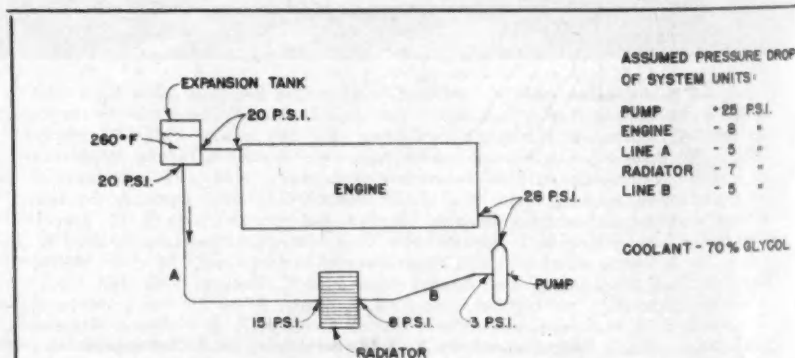 ASSUMED PRESSURE DROP
OF SYSTEM UNITS:
PUMP + 25 P.S.I.
ENGINE - 8 "
LINE A - 5 "
RADIATOR - 7 "
LINE B - 5 "
COOLANT - 70 % GLYCOL
EXPANSION TANK
20 P.S.I.
260° F
20 P.S.I.
ENGINE
28 P.S.I.
A
B
PUMP
15 P.S.I.
8 P.S.I.
3 P.S.I.
RADIATOR